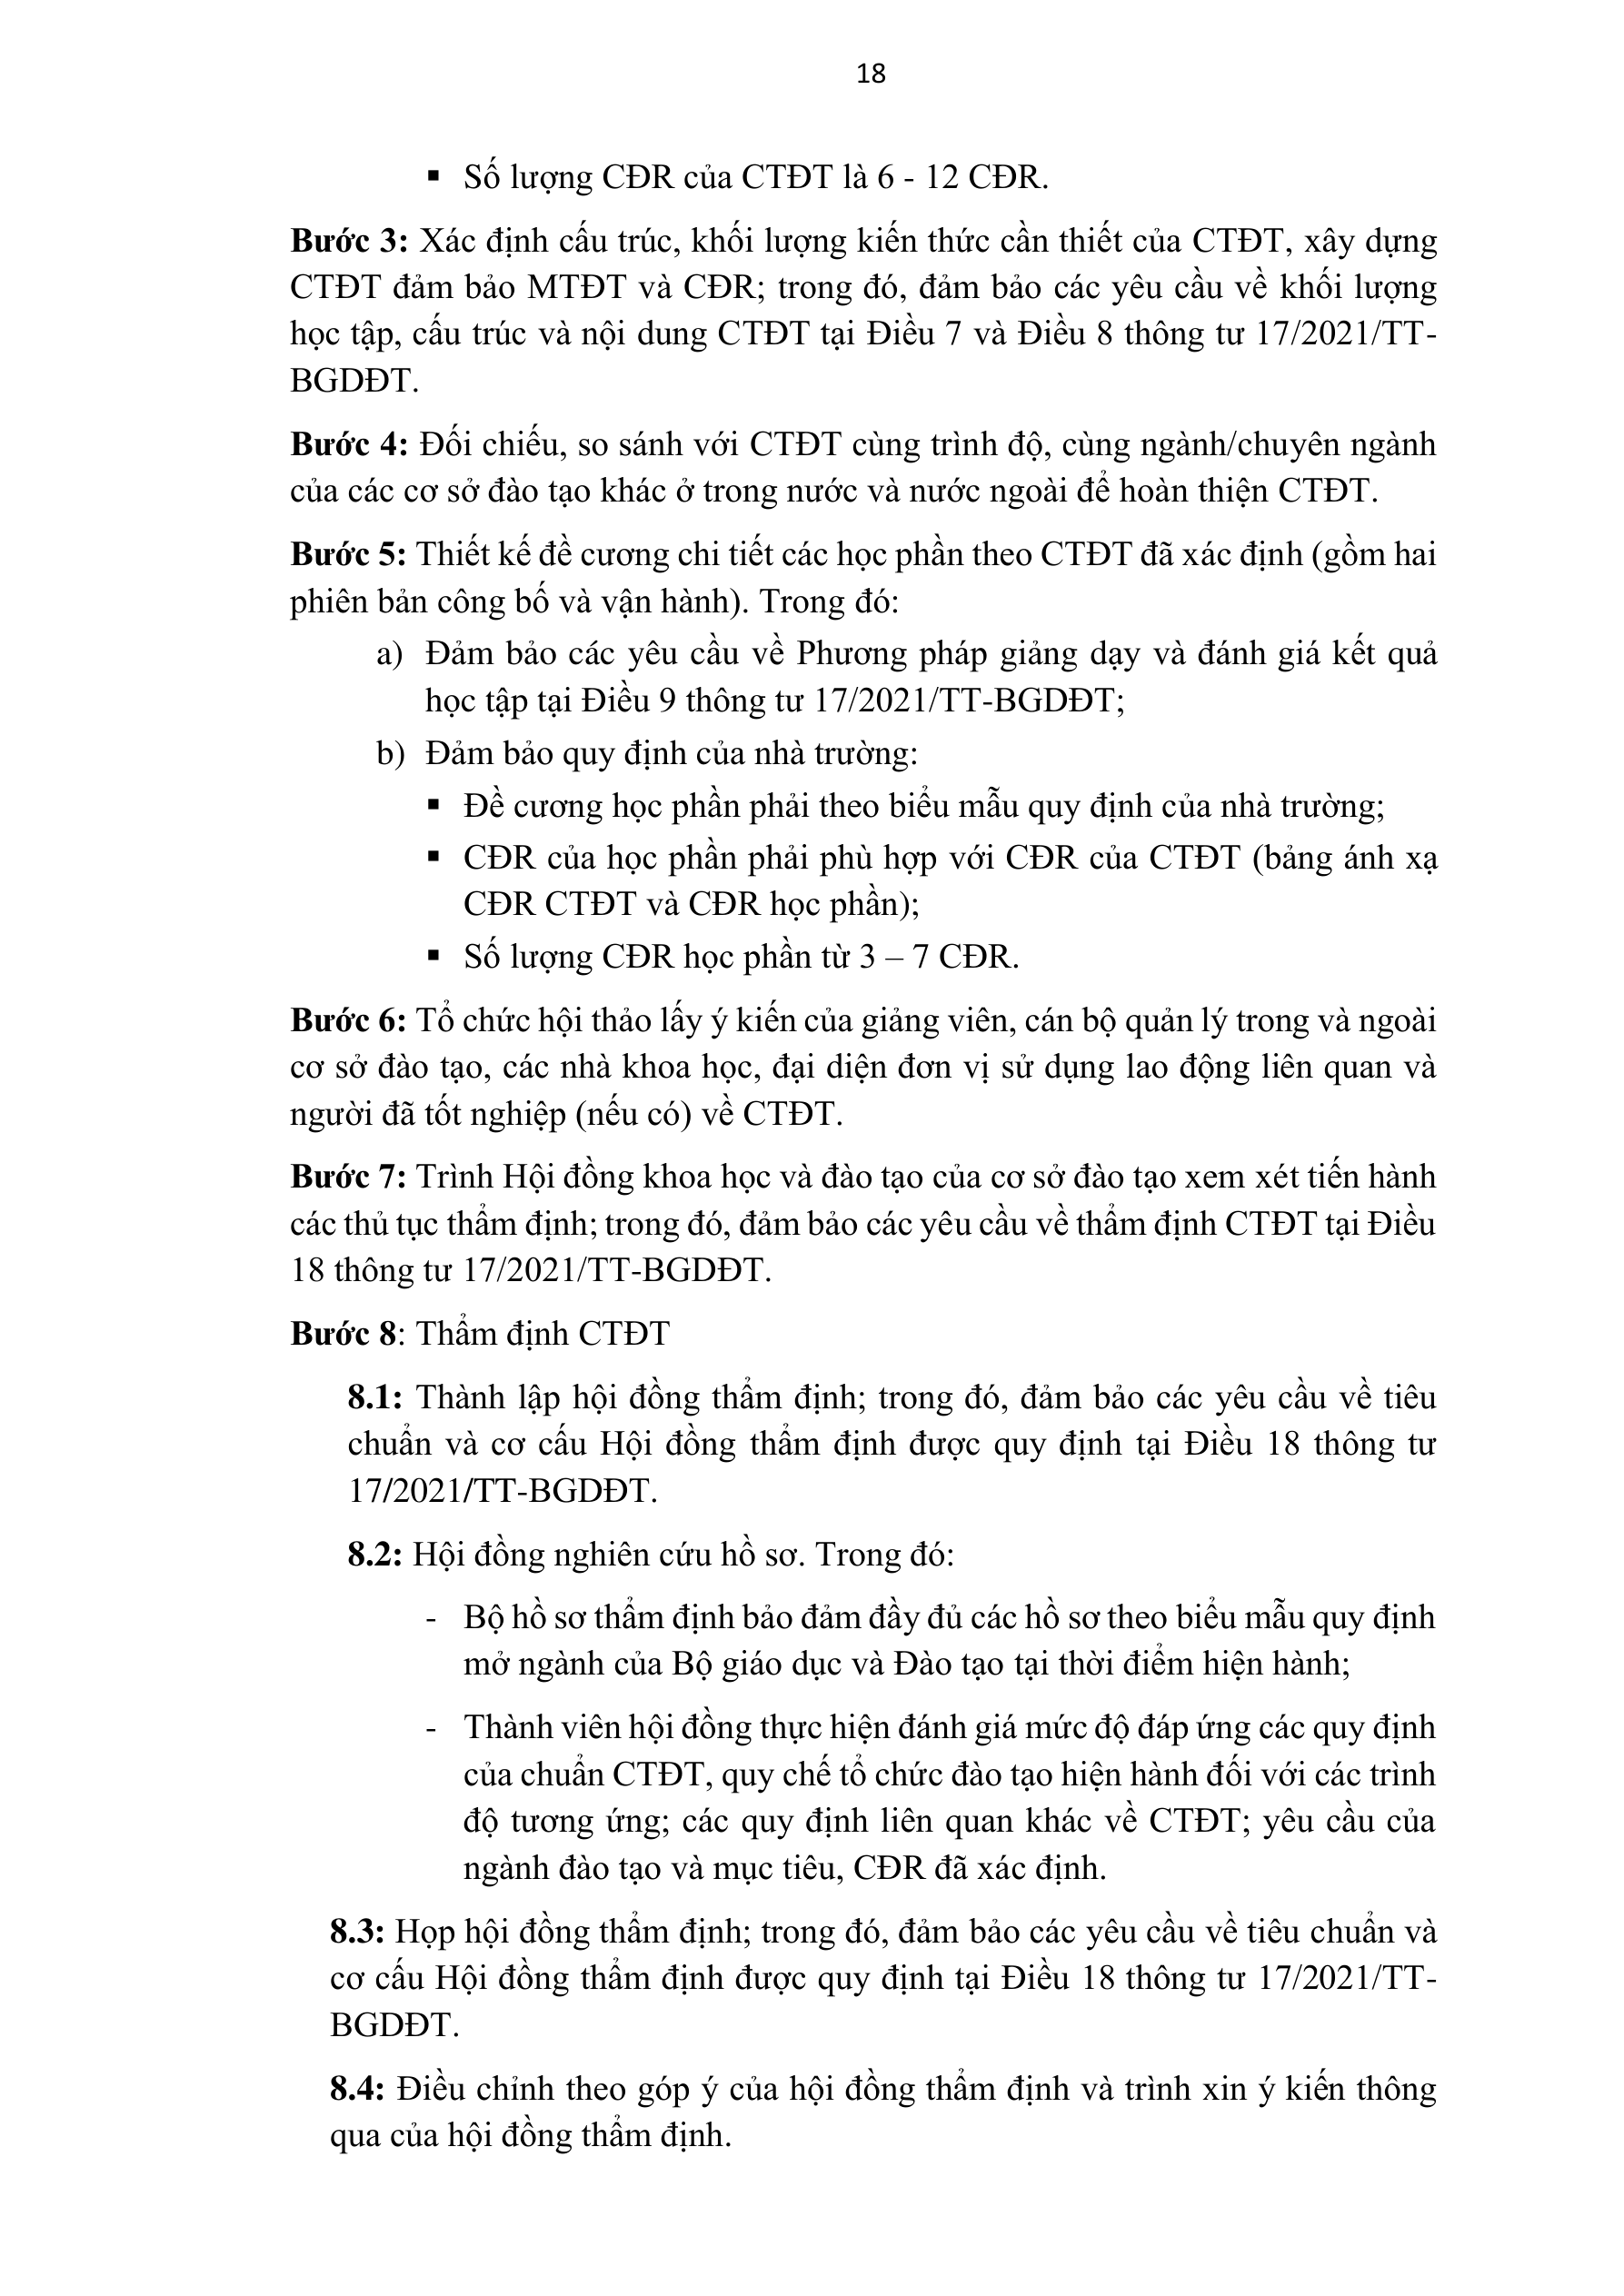 18
▪ Số lượng CĐR của CTĐT là 6 - 12 CĐR.
Bước 3: Xác định cấu trúc, khối lượng kiến thức cần thiết của CTĐT, xây dựng
CTĐT đảm bảo MTĐT và CĐR; trong đó, đảm bảo các yêu cầu về khối lượng
học tập, cấu trúc và nội dung CTĐT tại Điều 7 và Điều 8 thông tư 17/2021/TT-
BGDĐT.
Bước 4: Đối chiếu, so sánh với CTĐT cùng trình độ, cùng ngành/chuyên ngành
của các cơ sở đào tạo khác ở trong nước và nước ngoài để hoàn thiện CTĐT.
Bước 5: Thiết kế đề cương chi tiết các học phần theo CTĐT đã xác định (gồm hai
phiên bản công bố và vận hành). Trong đó:
a) Đảm bảo các yêu cầu về Phương pháp giảng dạy và đánh giá kết quả
học tập tại Điều 9 thông tư 17/2021/TT-BGDĐT;
b) Đảm bảo quy định của nhà trường:
▪ Đề cương học phần phải theo biểu mẫu quy định của nhà trường;
▪ CĐR của học phần phải phù hợp với CĐR của CTĐT (bảng ánh xạ
CĐR CTĐT và CĐR học phần);
▪ Số lượng CĐR học phần từ 3 – 7 CĐR.
Bước 6: Tổ chức hội thảo lấy ý kiến của giảng viên, cán bộ quản lý trong và ngoài
cơ sở đào tạo, các nhà khoa học, đại diện đơn vị sử dụng lao động liên quan và
người đã tốt nghiệp (nếu có) về CTĐT.
Bước 7: Trình Hội đồng khoa học và đào tạo của cơ sở đào tạo xem xét tiến hành
các thủ tục thẩm định; trong đó, đảm bảo các yêu cầu về thẩm định CTĐT tại Điều
18 thông tư 17/2021/TT-BGDĐT.
Bước 8: Thẩm định CTĐT
8.1: Thành lập hội đồng thẩm định; trong đó, đảm bảo các yêu cầu về tiêu
chuẩn và cơ cấu Hội đồng thẩm định được quy định tại Điều 18 thông tư
17/2021/TT-BGDĐT.
8.2: Hội đồng nghiên cứu hồ sơ. Trong đó:
- Bộ hồ sơ thẩm định bảo đảm đầy đủ các hồ sơ theo biểu mẫu quy định
mở ngành của Bộ giáo dục và Đào tạo tại thời điểm hiện hành;
- Thành viên hội đồng thực hiện đánh giá mức độ đáp ứng các quy định
của chuẩn CTĐT, quy chế tổ chức đào tạo hiện hành đối với các trình
độ tương ứng; các quy định liên quan khác về CTĐT; yêu cầu của
ngành đào tạo và mục tiêu, CĐR đã xác định.
8.3: Họp hội đồng thẩm định; trong đó, đảm bảo các yêu cầu về tiêu chuẩn và
cơ cấu Hội đồng thẩm định được quy định tại Điều 18 thông tư 17/2021/TT-
BGDĐT.
8.4: Điều chỉnh theo góp ý của hội đồng thẩm định và trình xin ý kiến thông
qua của hội đồng thẩm định.